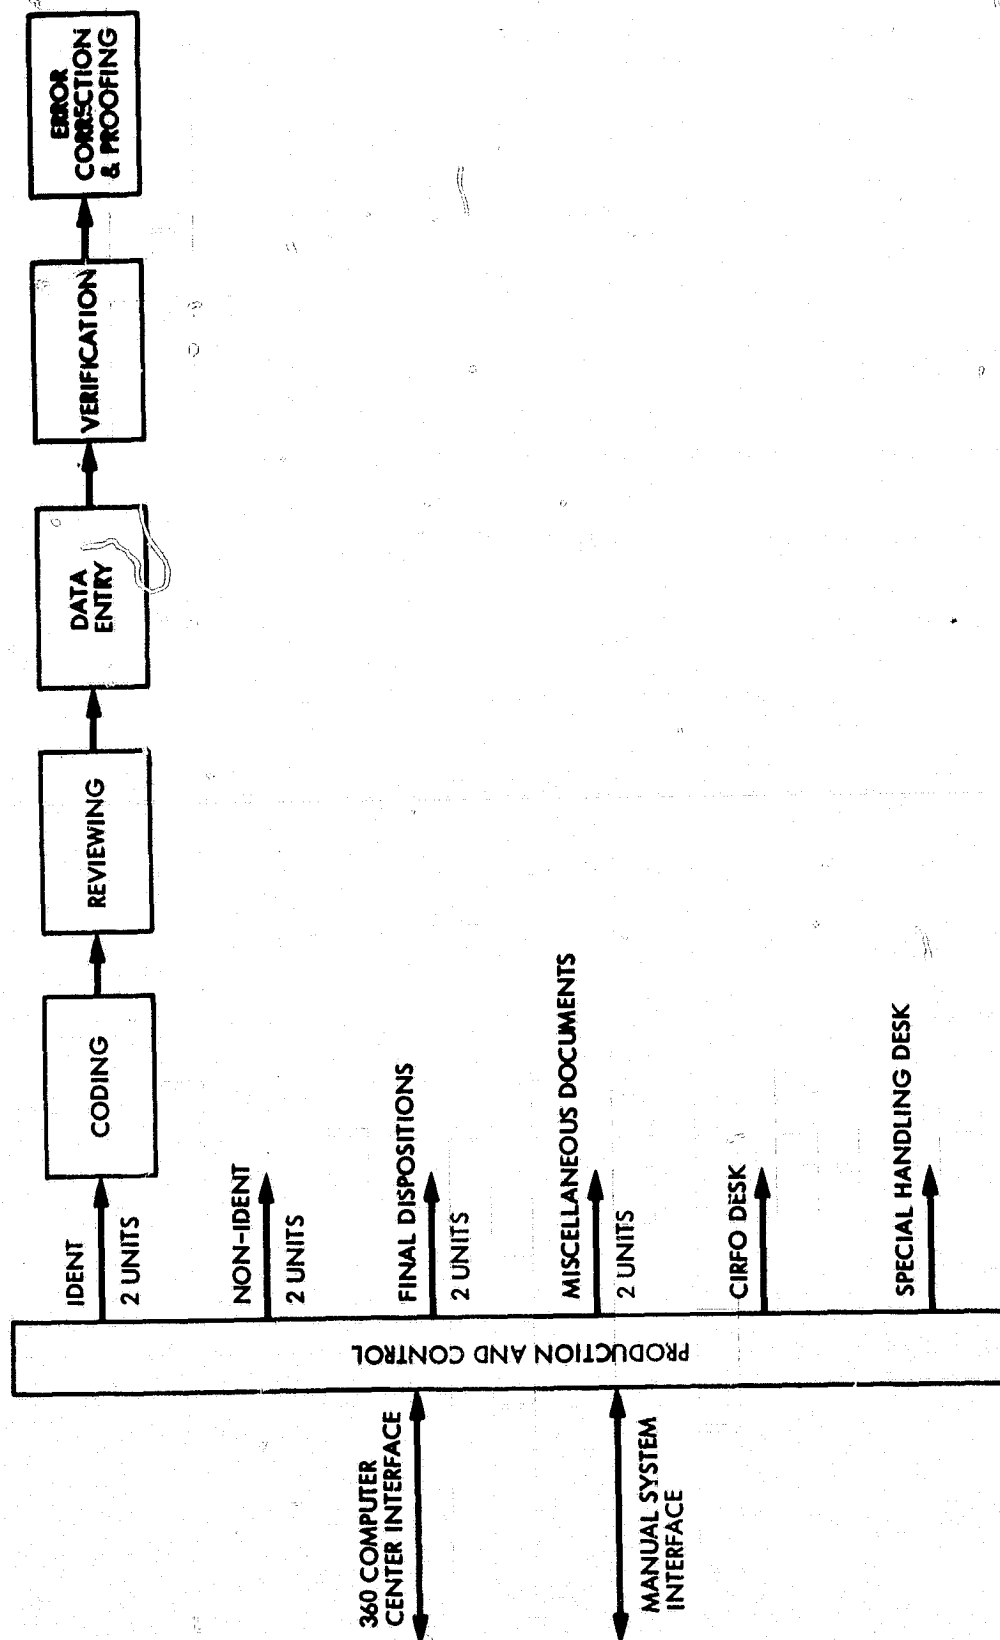 360 COMPUTER
CENTER INTERFACE
MANUAL SYSTEM
INTERFACE
PRODUCTION AND CONTROL
IDENT
2 UNITS
CODING
REVIEWING
DATA
ENTRY
VERIFICATION
ERROR
CORRECTION
& PROOFING
NON-IDENT
2 UNITS
FINAL DISPOSITIONS
2 UNITS
MISCELLANEOUS DOCUMENTS
2 UNITS
CIRFO DESK
SPECIAL HANDLING DESK